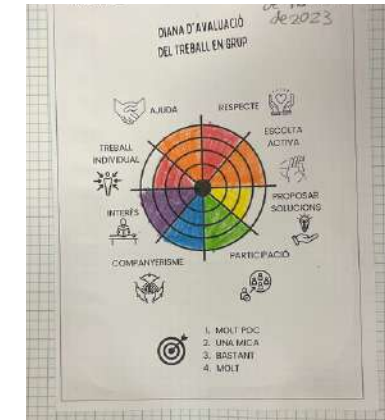 de 2023
DIANA D'AVALUACIÓ
DEL TREBALL EN GRUP
AJUDA
RESPECTE
ESCOLTA
ACTIVA
TREBALL
INDIVIDUAL
PROPOSAR
SOLUCIONS
INTERÈS
COMPANYERISME
PARTICIPACIÓ
1. MOLT POC
2. UNA MICA
3. BASTANT
4. MOLT